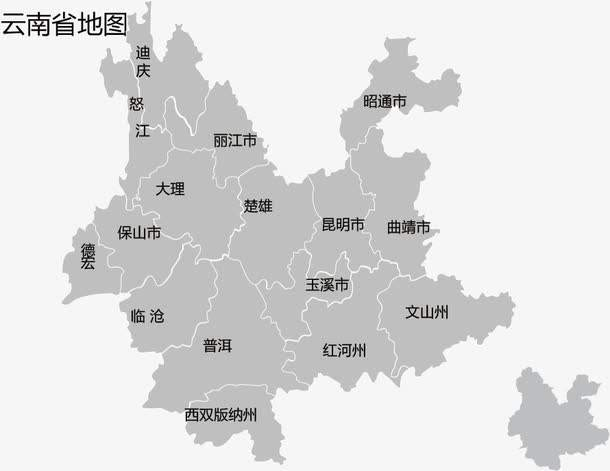 云南省地图
迪庆
怒江
昭通市
丽江市
大理
楚雄
保山市
昆明市
曲靖市
德宏
玉溪市
临沧
文山州
普洱
红河州
西双版纳州